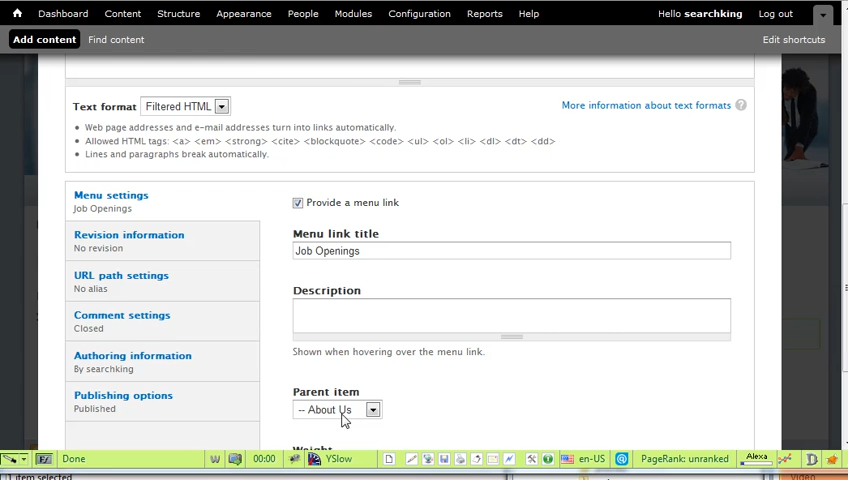 Dashboard Content Structure Appearance People Modules Configuration Reports Help Hello searchking Log out
Add content Find content Edit shortcuts
Text format Filtered HTML More information about text formats ?
Web page addresses and e-mail addresses turn into links automatically.
Allowed HTML tags: <a> <em> <strong> <cite> <blockquote> <code> <ul> <ol> <li> <dl> <dt> <dd>
Lines and paragraphs break automatically.
Menu settings
Job Openings
Provide a menu link
Revision information
No revision
Menu link title
Job Openings
URL path settings
No alias
Description
Comment settings
Closed
Shown when hovering over the menu link.
Authoring information
By searchking
Parent item
-- About Us
Publishing options
Published
Weight
Done 00:00 YSlow en-US PageRank: unranked Alexa
item selected Video